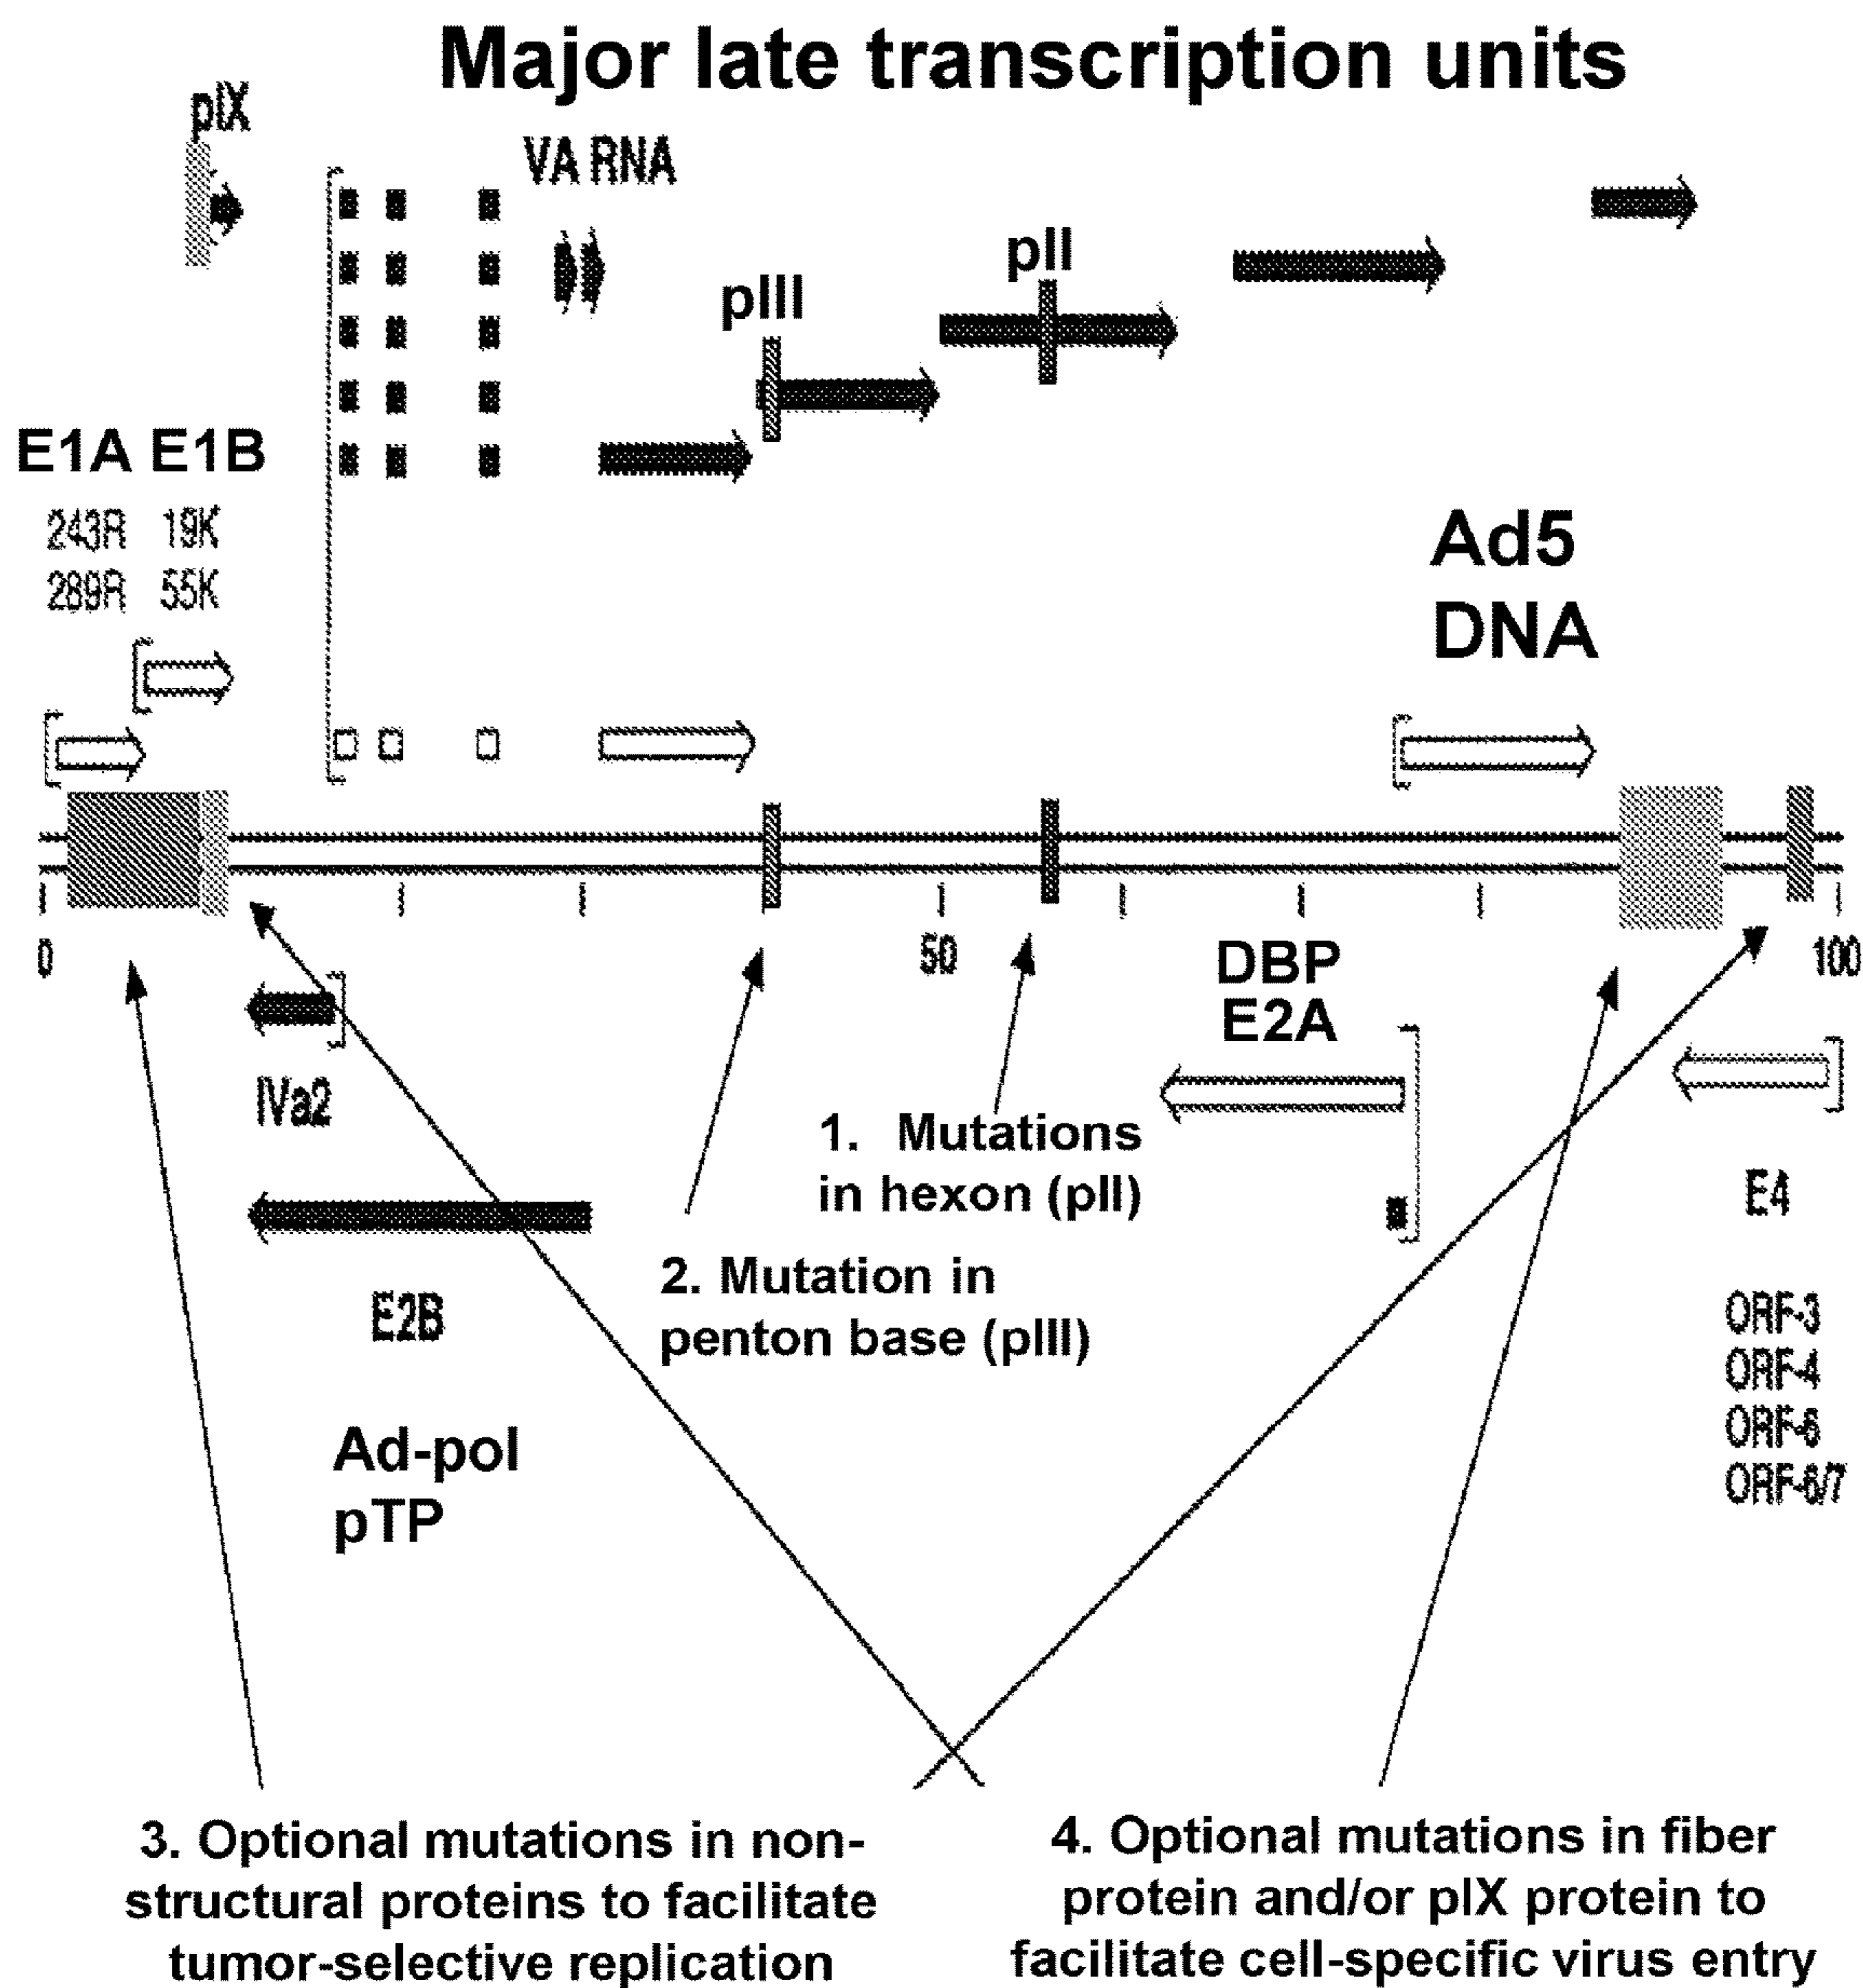 Major late transcription units
pIX
VA RNA
pII
pIII
E1A E1B
243R 19K
289R 55K
Ad5
DNA
0
50
100
DBP
E2A
IVa2
1. Mutations
in hexon (pII)
E4
2. Mutation in
penton base (pIII)
E2B
ORF-3
ORF-4
ORF-6
ORF-6/7
Ad-pol
pTP
3. Optional mutations in non-
structural proteins to facilitate
tumor-selective replication
4. Optional mutations in fiber
protein and/or pIX protein to
facilitate cell-specific virus entry